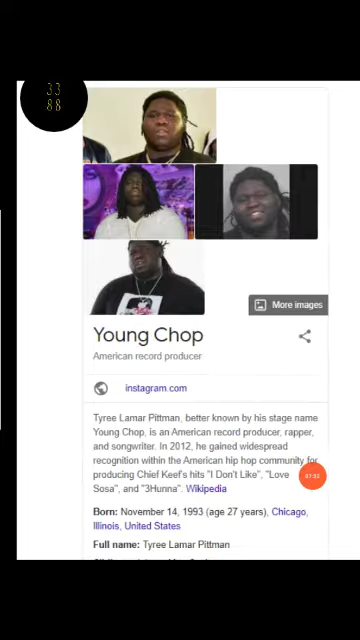 33
88
More images
Young Chop
American record producer
instagram.com
Tyree Lamar Pittman, better known by his stage name
Young Chop, is an American record producer, rapper,
and songwriter. In 2012, he gained widespread
recognition within the American hip hop community for
producing Chief Keef's hits "I Don't Like", "Love
Sosa", and "3Hunna". Wikipedia
Born: November 14, 1993 (age 27 years), Chicago,
Illinois, United States
Full name: Tyree Lamar Pittman